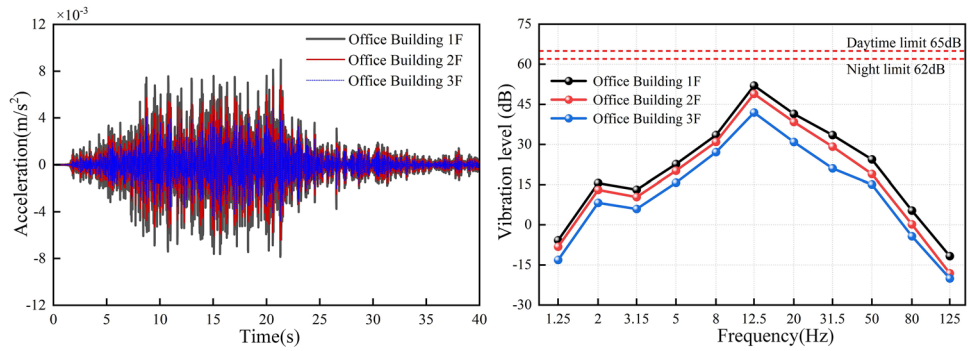 ×10⁻³
12
8
4
0
-4
-8
-12
Acceleration(m/s²)
Office Building 1F
Office Building 2F
Office Building 3F
0 5 10 15 20 25 30 35 40
Time(s)
75
60
45
30
15
0
-15
-30
Vibration level (dB)
Daytime limit 65dB
Night limit 62dB
Office Building 1F
Office Building 2F
Office Building 3F
1.25 2 3.15 5 8 12.5 20 31.5 50 80 125
Frequency(Hz)